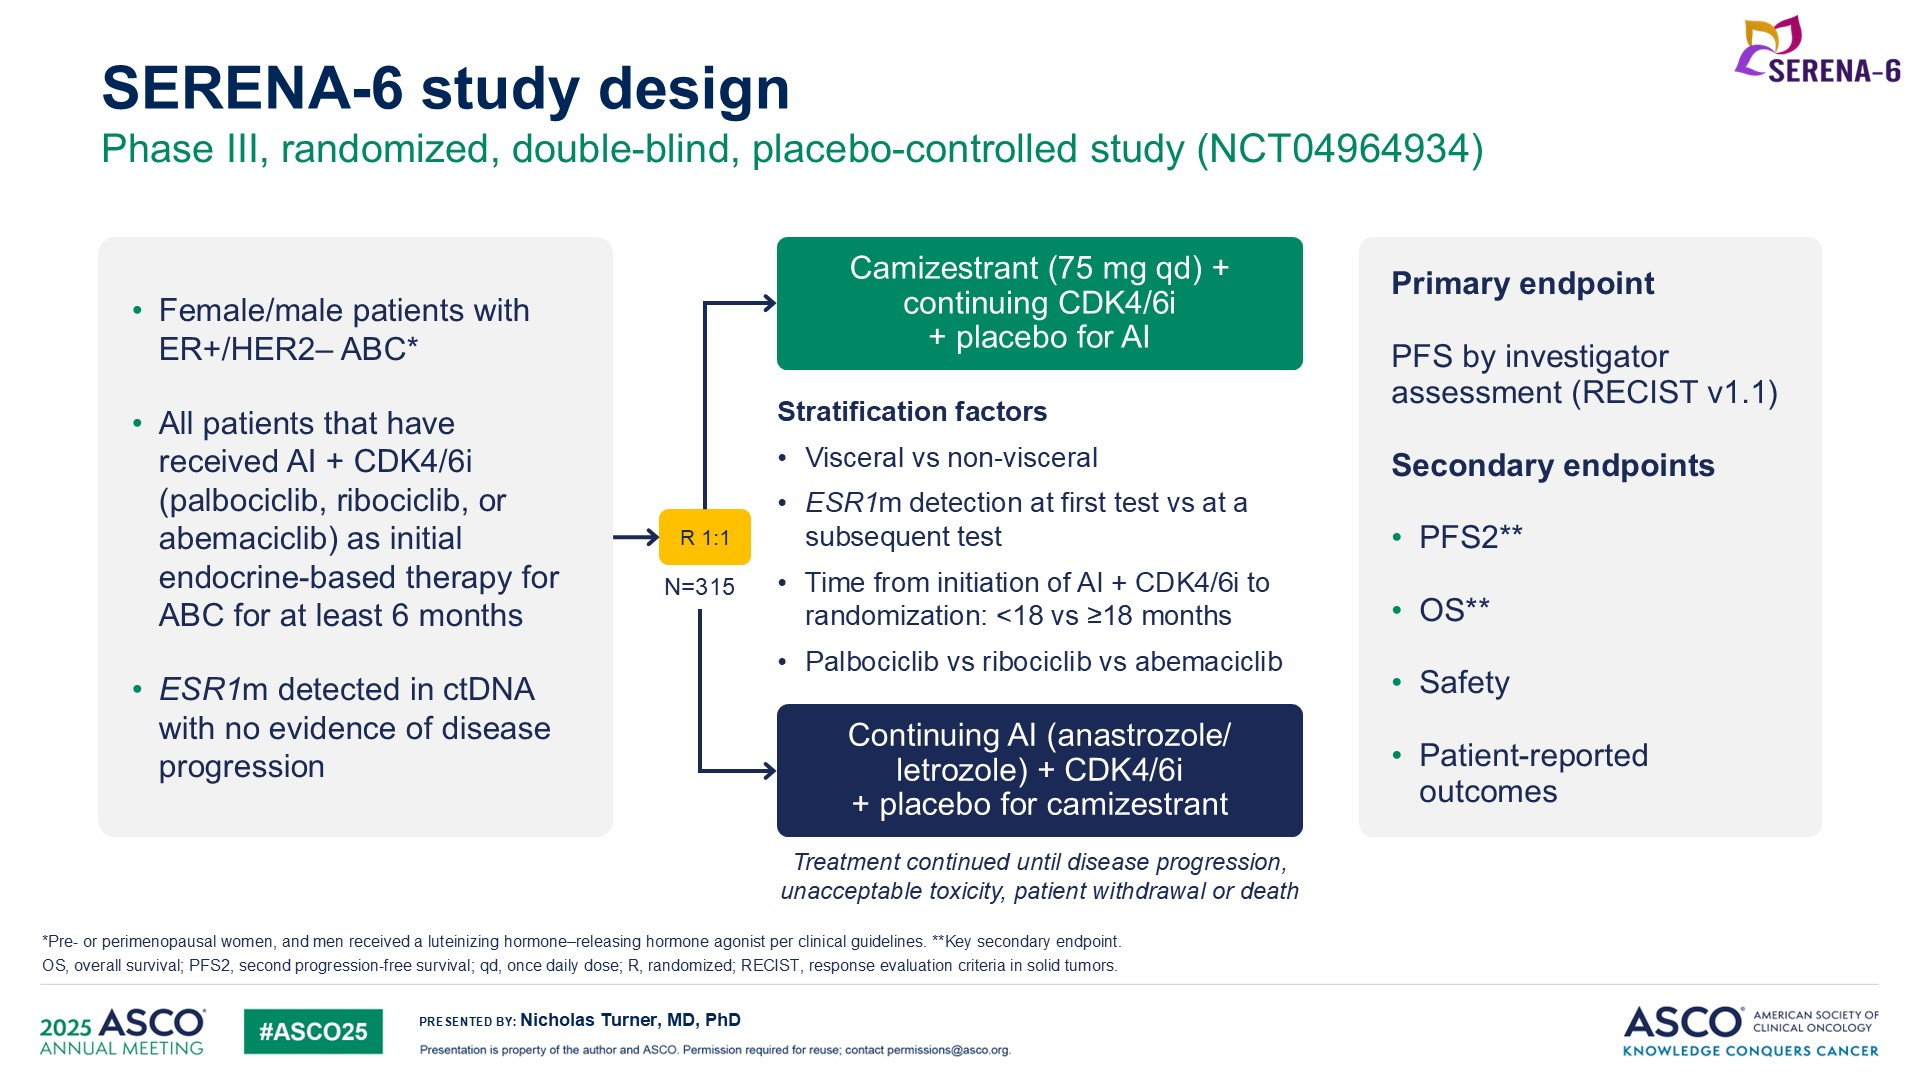 SERENA-6
SERENA-6 study design
Phase III, randomized, double-blind, placebo-controlled study (NCT04964934)
• Female/male patients with
ER+/HER2– ABC*
• All patients that have
received AI + CDK4/6i
(palbociclib, ribociclib, or
abemaciclib) as initial
endocrine-based therapy for
ABC for at least 6 months
• ESR1m detected in ctDNA
with no evidence of disease
progression
R 1:1
N=315
Camizestrant (75 mg qd) +
continuing CDK4/6i
+ placebo for AI
Stratification factors
• Visceral vs non-visceral
• ESR1m detection at first test vs at a
subsequent test
• Time from initiation of AI + CDK4/6i to
randomization: <18 vs ≥18 months
• Palbociclib vs ribociclib vs abemaciclib
Continuing AI (anastrozole/
letrozole) + CDK4/6i
+ placebo for camizestrant
Treatment continued until disease progression,
unacceptable toxicity, patient withdrawal or death
Primary endpoint
PFS by investigator
assessment (RECIST v1.1)
Secondary endpoints
• PFS2**
• OS**
• Safety
• Patient-reported
outcomes
*Pre- or perimenopausal women, and men received a luteinizing hormone–releasing hormone agonist per clinical guidelines. **Key secondary endpoint.
OS, overall survival; PFS2, second progression-free survival; qd, once daily dose; R, randomized; RECIST, response evaluation criteria in solid tumors.
2025 ASCO®
ANNUAL MEETING
#ASCO25
PRESENTED BY: Nicholas Turner, MD, PhD
Presentation is property of the author and ASCO. Permission required for reuse; contact permissions@asco.org.
ASCO® AMERICAN SOCIETY OF
CLINICAL ONCOLOGY
KNOWLEDGE CONQUERS CANCER